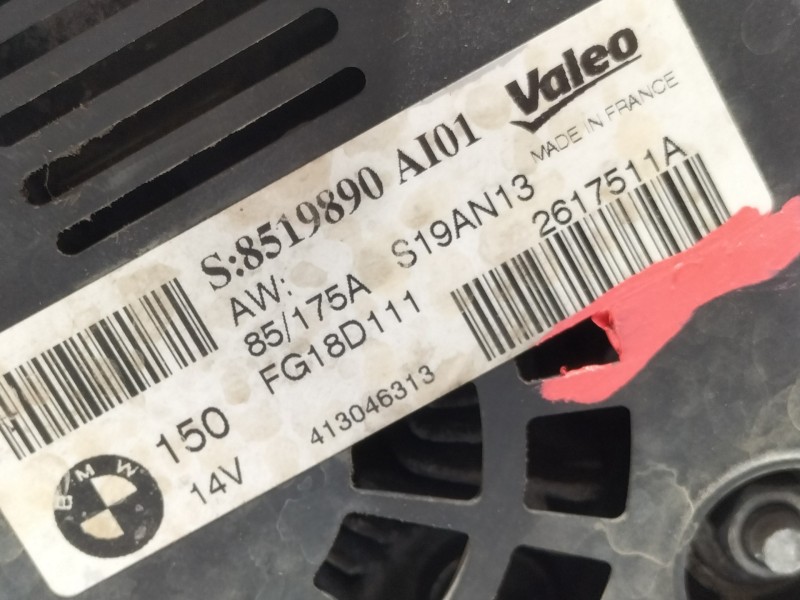 Valeo
MADE IN FRANCE
S:8519890 AI01
AW: S19AN13 2617511A
85/175A
FG18D111
150
14V
413046313
BMW